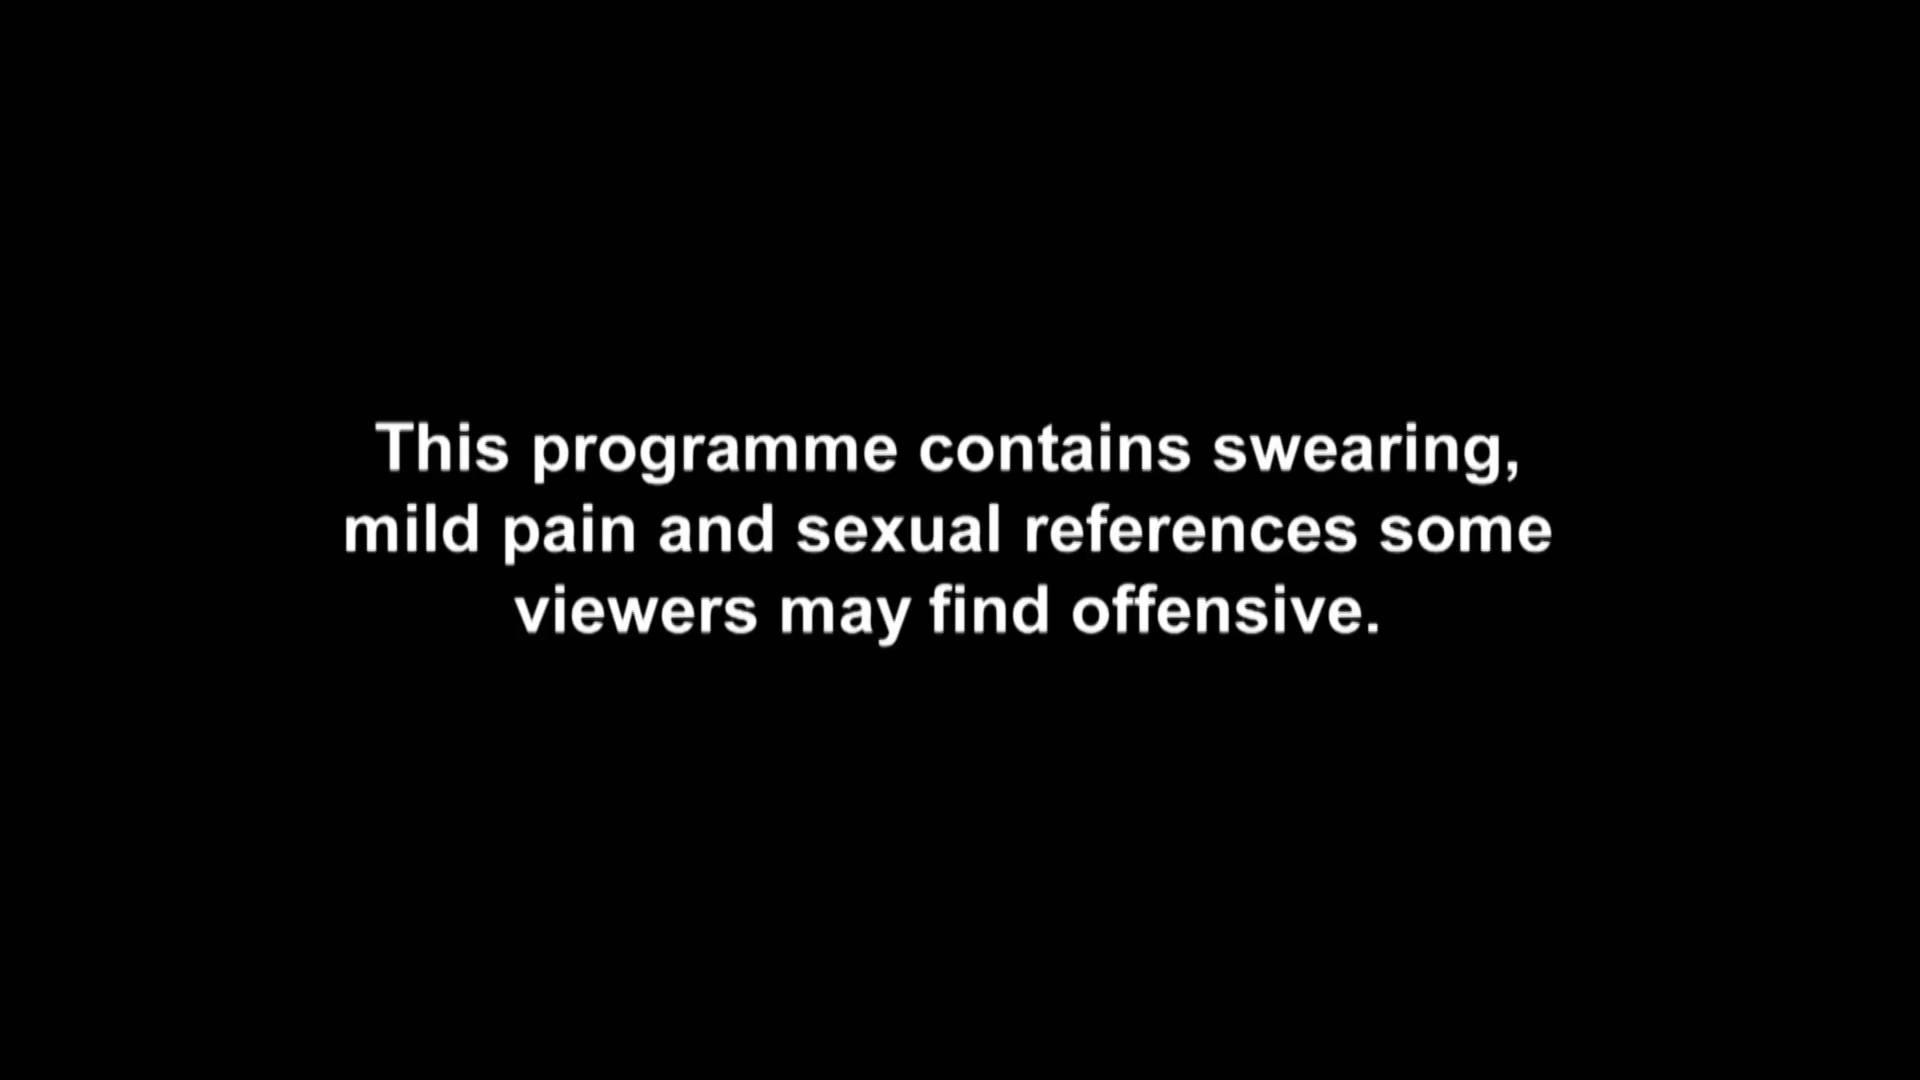 This programme contains swearing,
mild pain and sexual references some
viewers may find offensive.